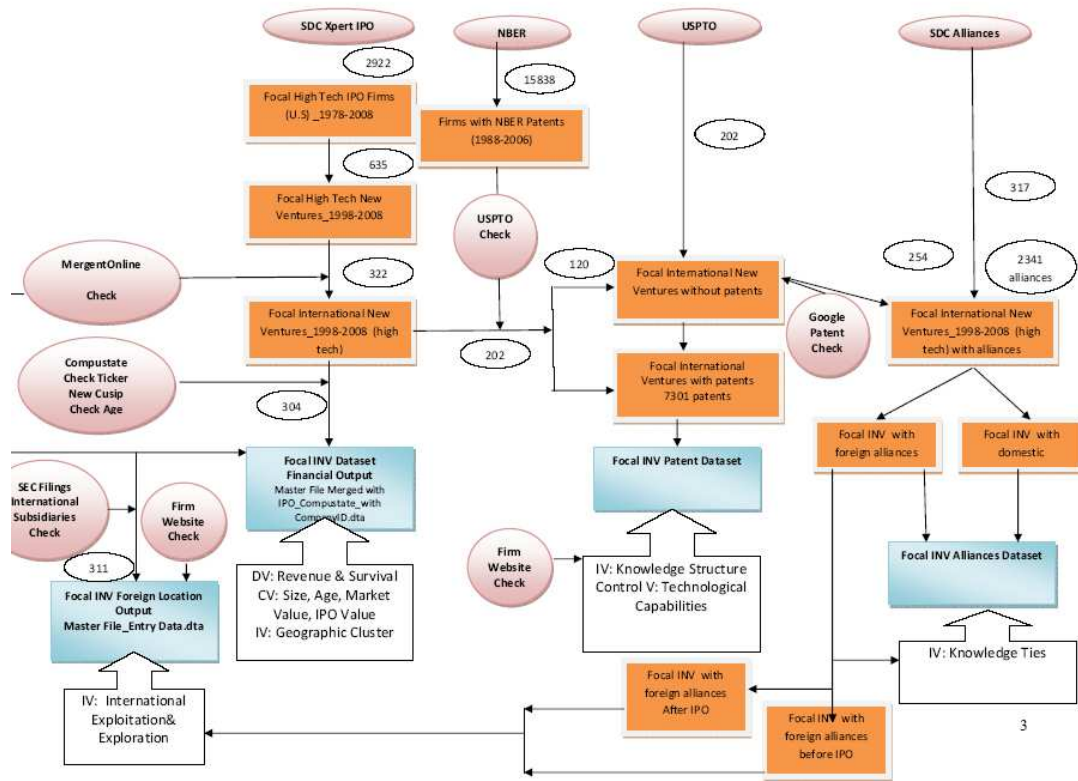 SDC Xpert IPO
NBER
USPTO
SDC Alliances
2922
15838
Focal High Tech IPO Firms
(U.S) _1978-2008
Firms with NBER Patents
(1988-2006)
202
635
317
Focal High Tech New
Ventures_1998-2008
USPTO
Check
MergentOnline
Check
322
120
254
2341
alliances
Focal International New
Ventures without patents
Focal International New
Ventures_1998-2008 (high
tech)
202
Google
Patent
Check
Focal International New
Ventures_1998-2008 (high
tech) with alliances
Compustate
Check Ticker
New Cusip
Check Age
304
Focal International
Ventures with patents
7301 patents
Focal INV with
foreign alliances
Focal INV with
domestic
SEC Filings
International
Subsidiaries
Check
Firm
Website
Check
Focal INV Dataset
Financial Output
Master File Merged with
IPO_Compustate_with
CompanyID.dta
Focal INV Patent Dataset
311
Firm
Website
Check
Focal INV Alliances Dataset
Focal INV Foreign Location
Output
Master File_Entry Data.dta
DV: Revenue & Survival
CV: Size, Age, Market
Value, IPO Value
IV: Geographic Cluster
IV: Knowledge Structure
Control V: Technological
Capabilities
IV: Knowledge Ties
IV: International
Exploitation&
Exploration
Focal INV with
foreign alliances
After IPO
Focal INV with
foreign alliances
before IPO
3